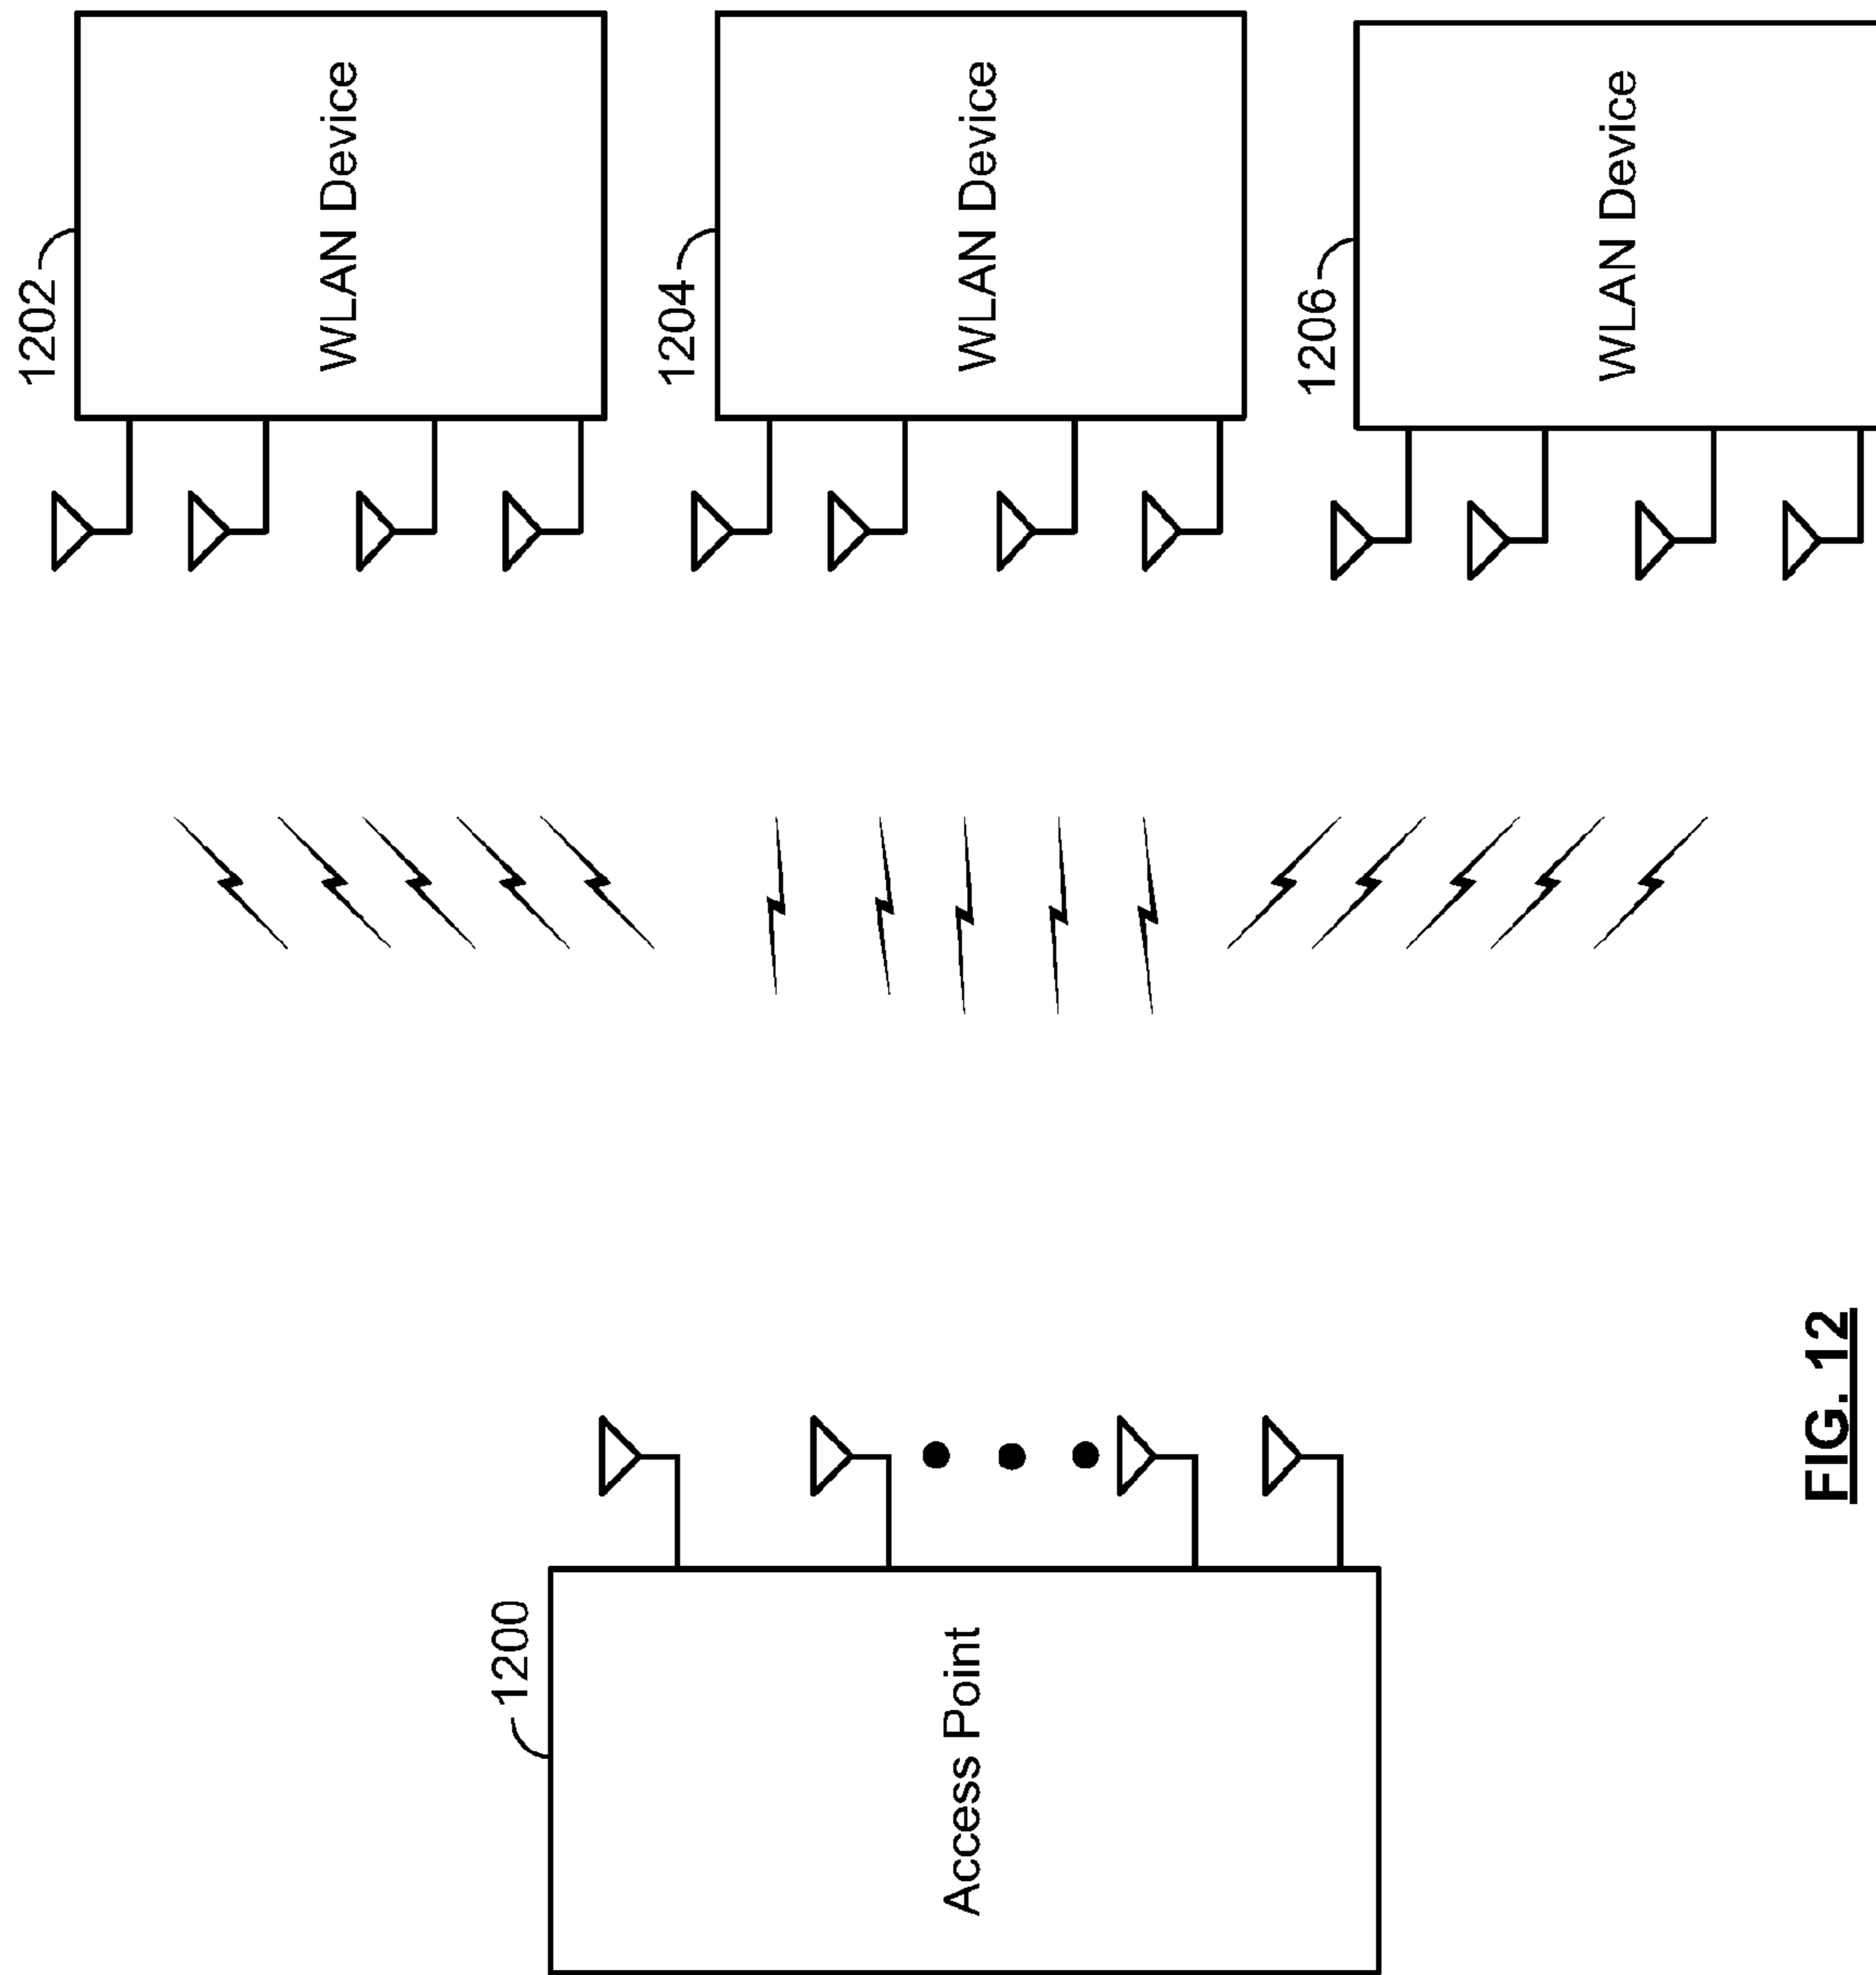 1200
Access Point
1202
WLAN Device
1204
WLAN Device
1206
WLAN Device
FIG. 12